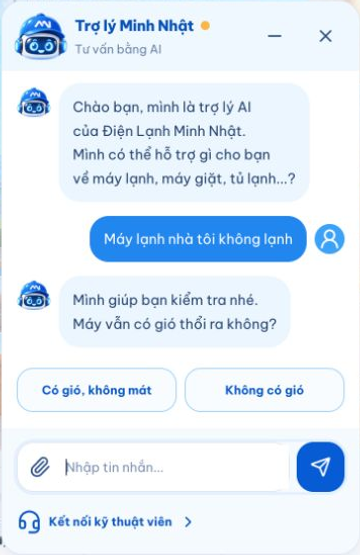 Trợ lý Minh Nhật
Tư vấn bằng AI
Chào bạn, mình là trợ lý AI
của Điện Lạnh Minh Nhật.
Mình có thể hỗ trợ gì cho bạn
về máy lạnh, máy giặt, tủ lạnh...?
Máy lạnh nhà tôi không lạnh
Mình giúp bạn kiểm tra nhé.
Máy vẫn có gió thổi ra không?
Có gió, không mát
Không có gió
Nhập tin nhắn...
Kết nối kỹ thuật viên